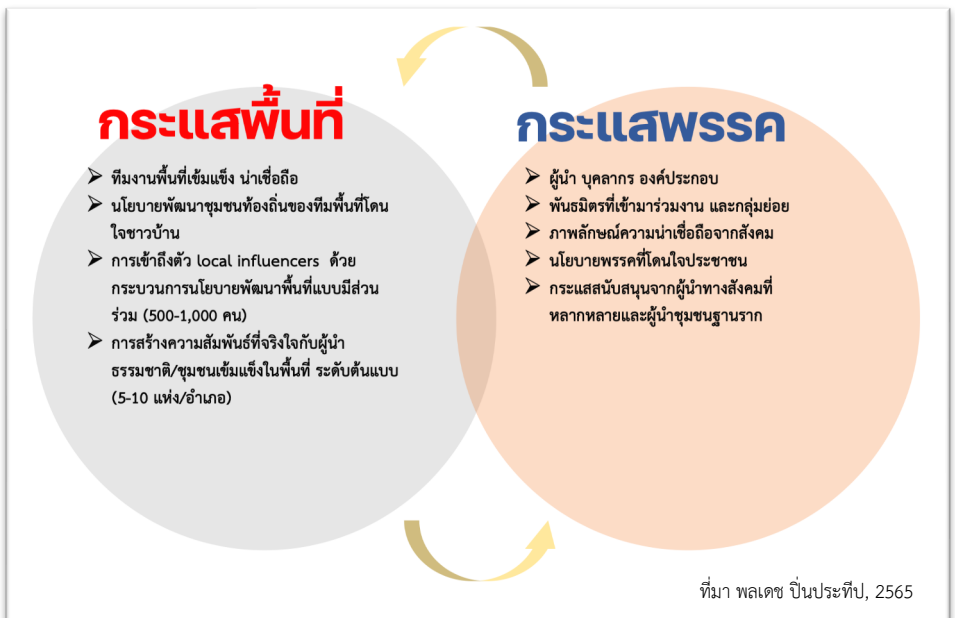 กระแสพื้นที่
➢ ทีมงานพื้นที่เข้มแข็ง น่าเชื่อถือ
➢ นโยบายพัฒนาชุมชนท้องถิ่นของทีมพื้นที่โดน
ใจชาวบ้าน
➢ การเข้าถึงตัว local influencers ด้วย
กระบวนการนโยบายพัฒนาพื้นที่แบบมีส่วน
ร่วม (500-1,000 คน)
➢ การสร้างความสัมพันธ์ที่จริงใจกับผู้นำ
ธรรมชาติ/ชุมชนเข้มแข็งในพื้นที่ ระดับต้นแบบ
(5-10 แห่ง/อำเภอ)
กระแสพรรค
➢ ผู้นำ บุคลากร องค์ประกอบ
➢ พันธมิตรที่เข้ามาร่วมงาน และกลุ่มย่อย
➢ ภาพลักษณ์ความน่าเชื่อถือจากสังคม
➢ นโยบายพรรคที่โดนใจประชาชน
➢ กระแสสนับสนุนจากผู้นำทางสังคมที่
หลากหลายและผู้นำชุมชนฐานราก
ที่มา พลเดช ปิ่นประทีป, 2565